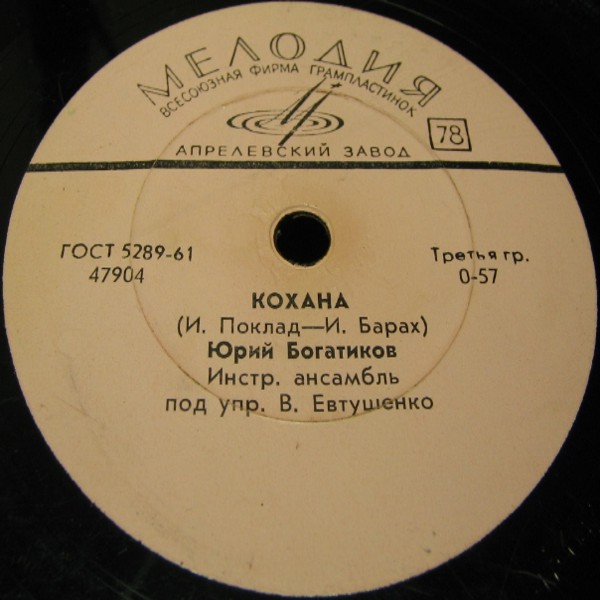 МЕЛОДИЯ
ВСЕСОЮЗНАЯ ФИРМА ГРАМПЛАСТИНОК
78
АПРЕЛЕВСКИЙ ЗАВОД
ГОСТ 5289-61
47904
Третья гр.
0-57
КОХАНА
(И. Поклад—И. Барах)
Юрий Богатиков
Инстр. ансамбль
под упр. В. Евтушенко